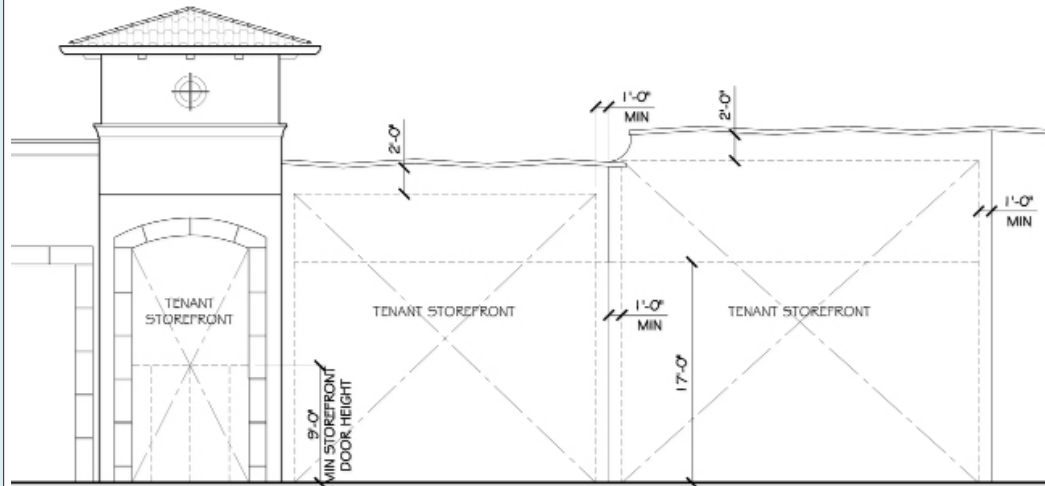 1'-0"
MIN
2'-0"
2'-0"
1'-0"
MIN
TENANT
STOREFRONT
TENANT STOREFRONT
1'-0"
MIN
TENANT STOREFRONT
17'-0"
9'-0"
MIN STOREFRONT
DOOR HEIGHT